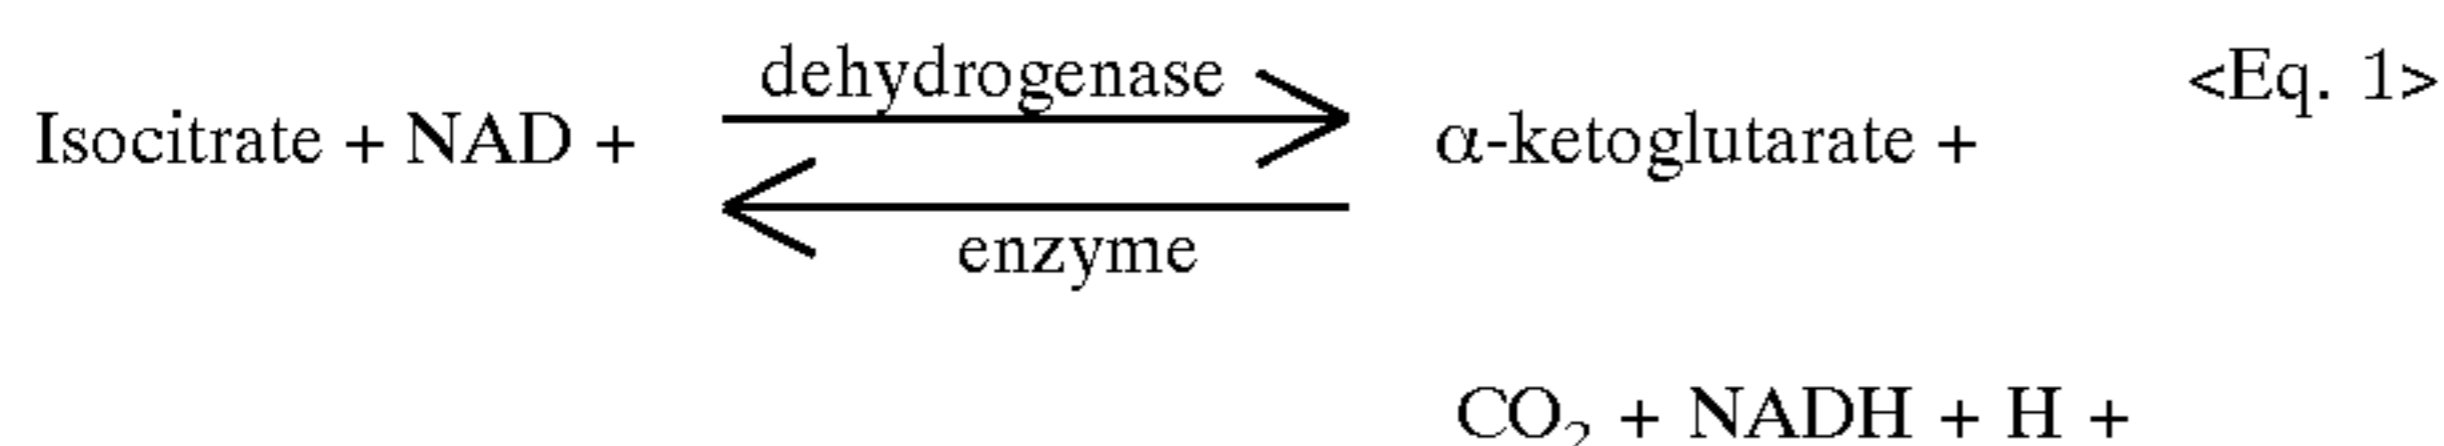 dehydrogenase <Eq. 1>
Isocitrate + NAD + α-ketoglutarate +
enzyme
CO₂ + NADH + H +